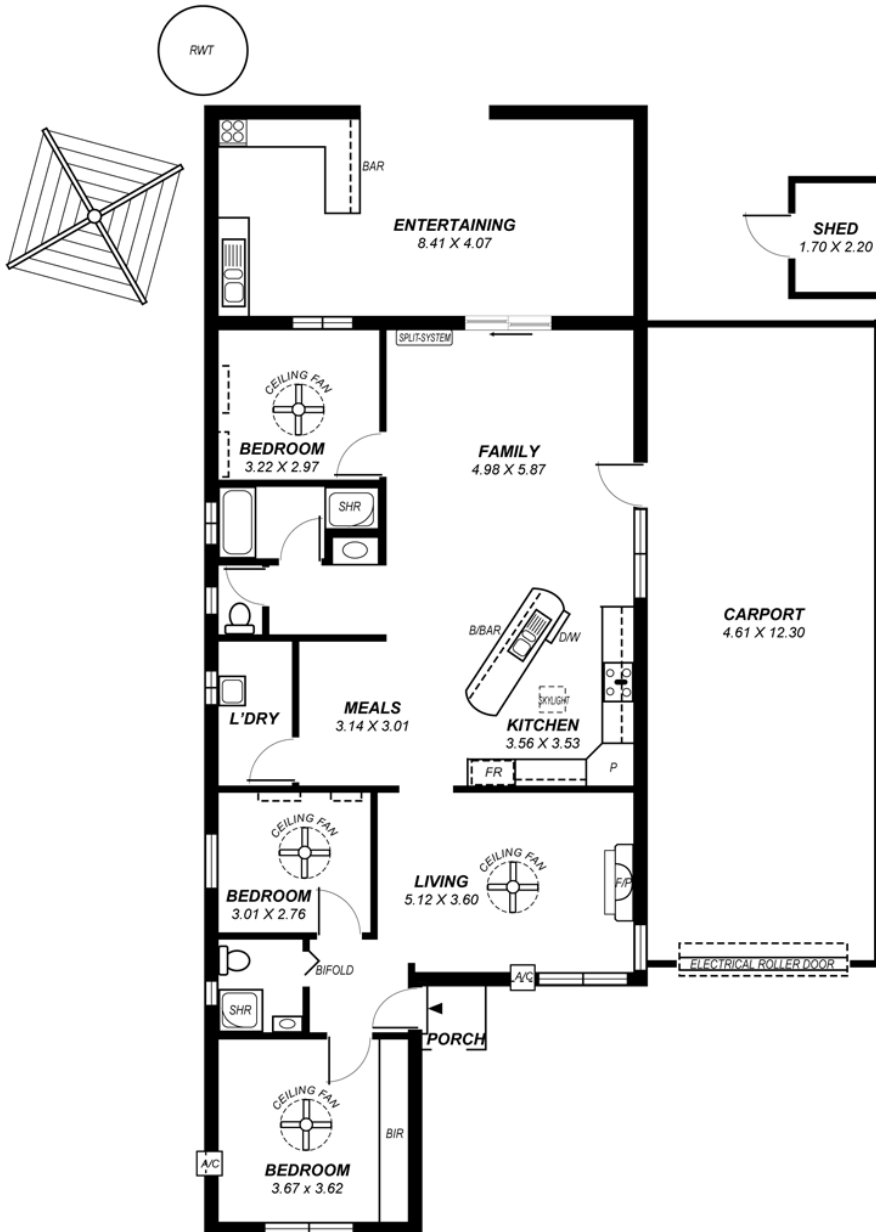 RWT
BAR
ENTERTAINING
8.41 X 4.07
SHED
1.70 X 2.20
SPLIT-SYSTEM
CEILING FAN
BEDROOM
3.22 X 2.97
FAMILY
4.98 X 5.87
SHR
CARPORT
4.61 X 12.30
B/BAR
D/W
SKYLIGHT
L'DRY
MEALS
3.14 X 3.01
KITCHEN
3.56 X 3.53
FR
P
CEILING FAN
BEDROOM
3.01 X 2.76
CEILING FAN
LIVING
5.12 X 3.60
F/P
BIFOLD
A/C
ELECTRICAL ROLLER DOOR
SHR
PORCH
CEILING FAN
BIR
A/C
BEDROOM
3.67 x 3.62